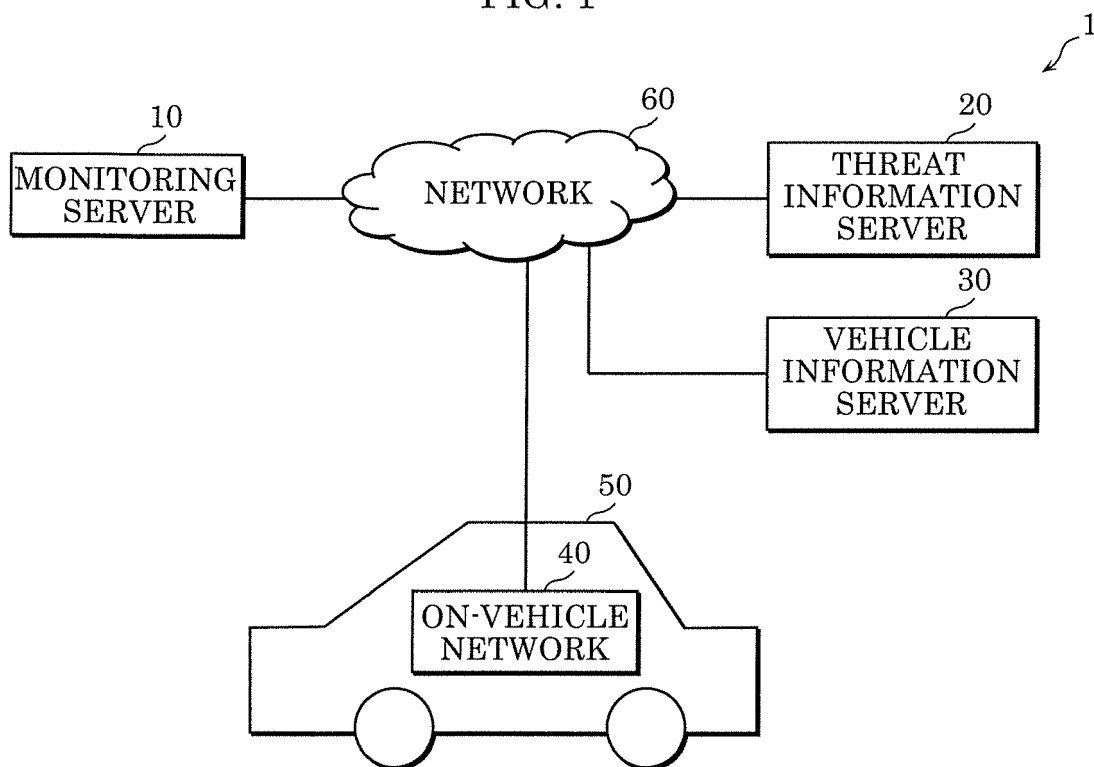 FIG. 1
1
10
MONITORING
SERVER
60
NETWORK
20
THREAT
INFORMATION
SERVER
30
VEHICLE
INFORMATION
SERVER
50
40
ON-VEHICLE
NETWORK